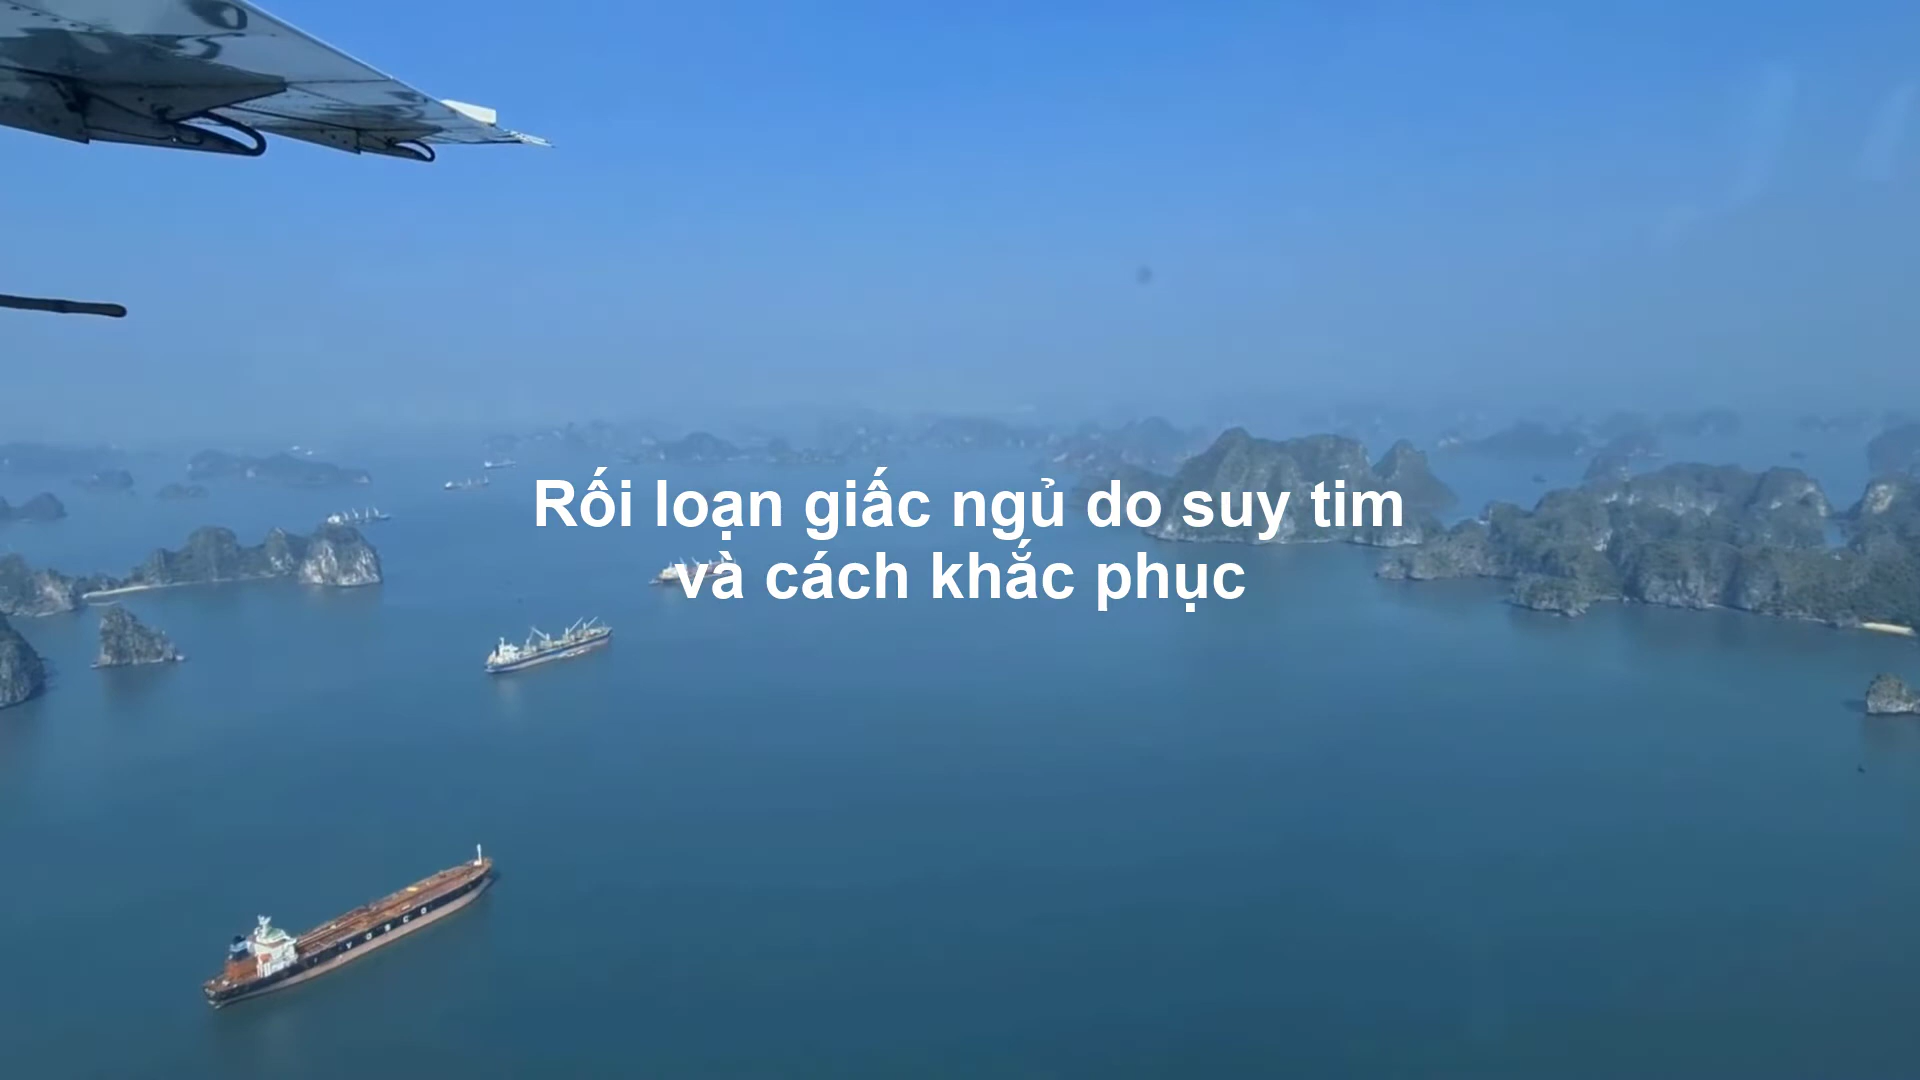 Rối loạn giấc ngủ do suy tim
và cách khắc phục